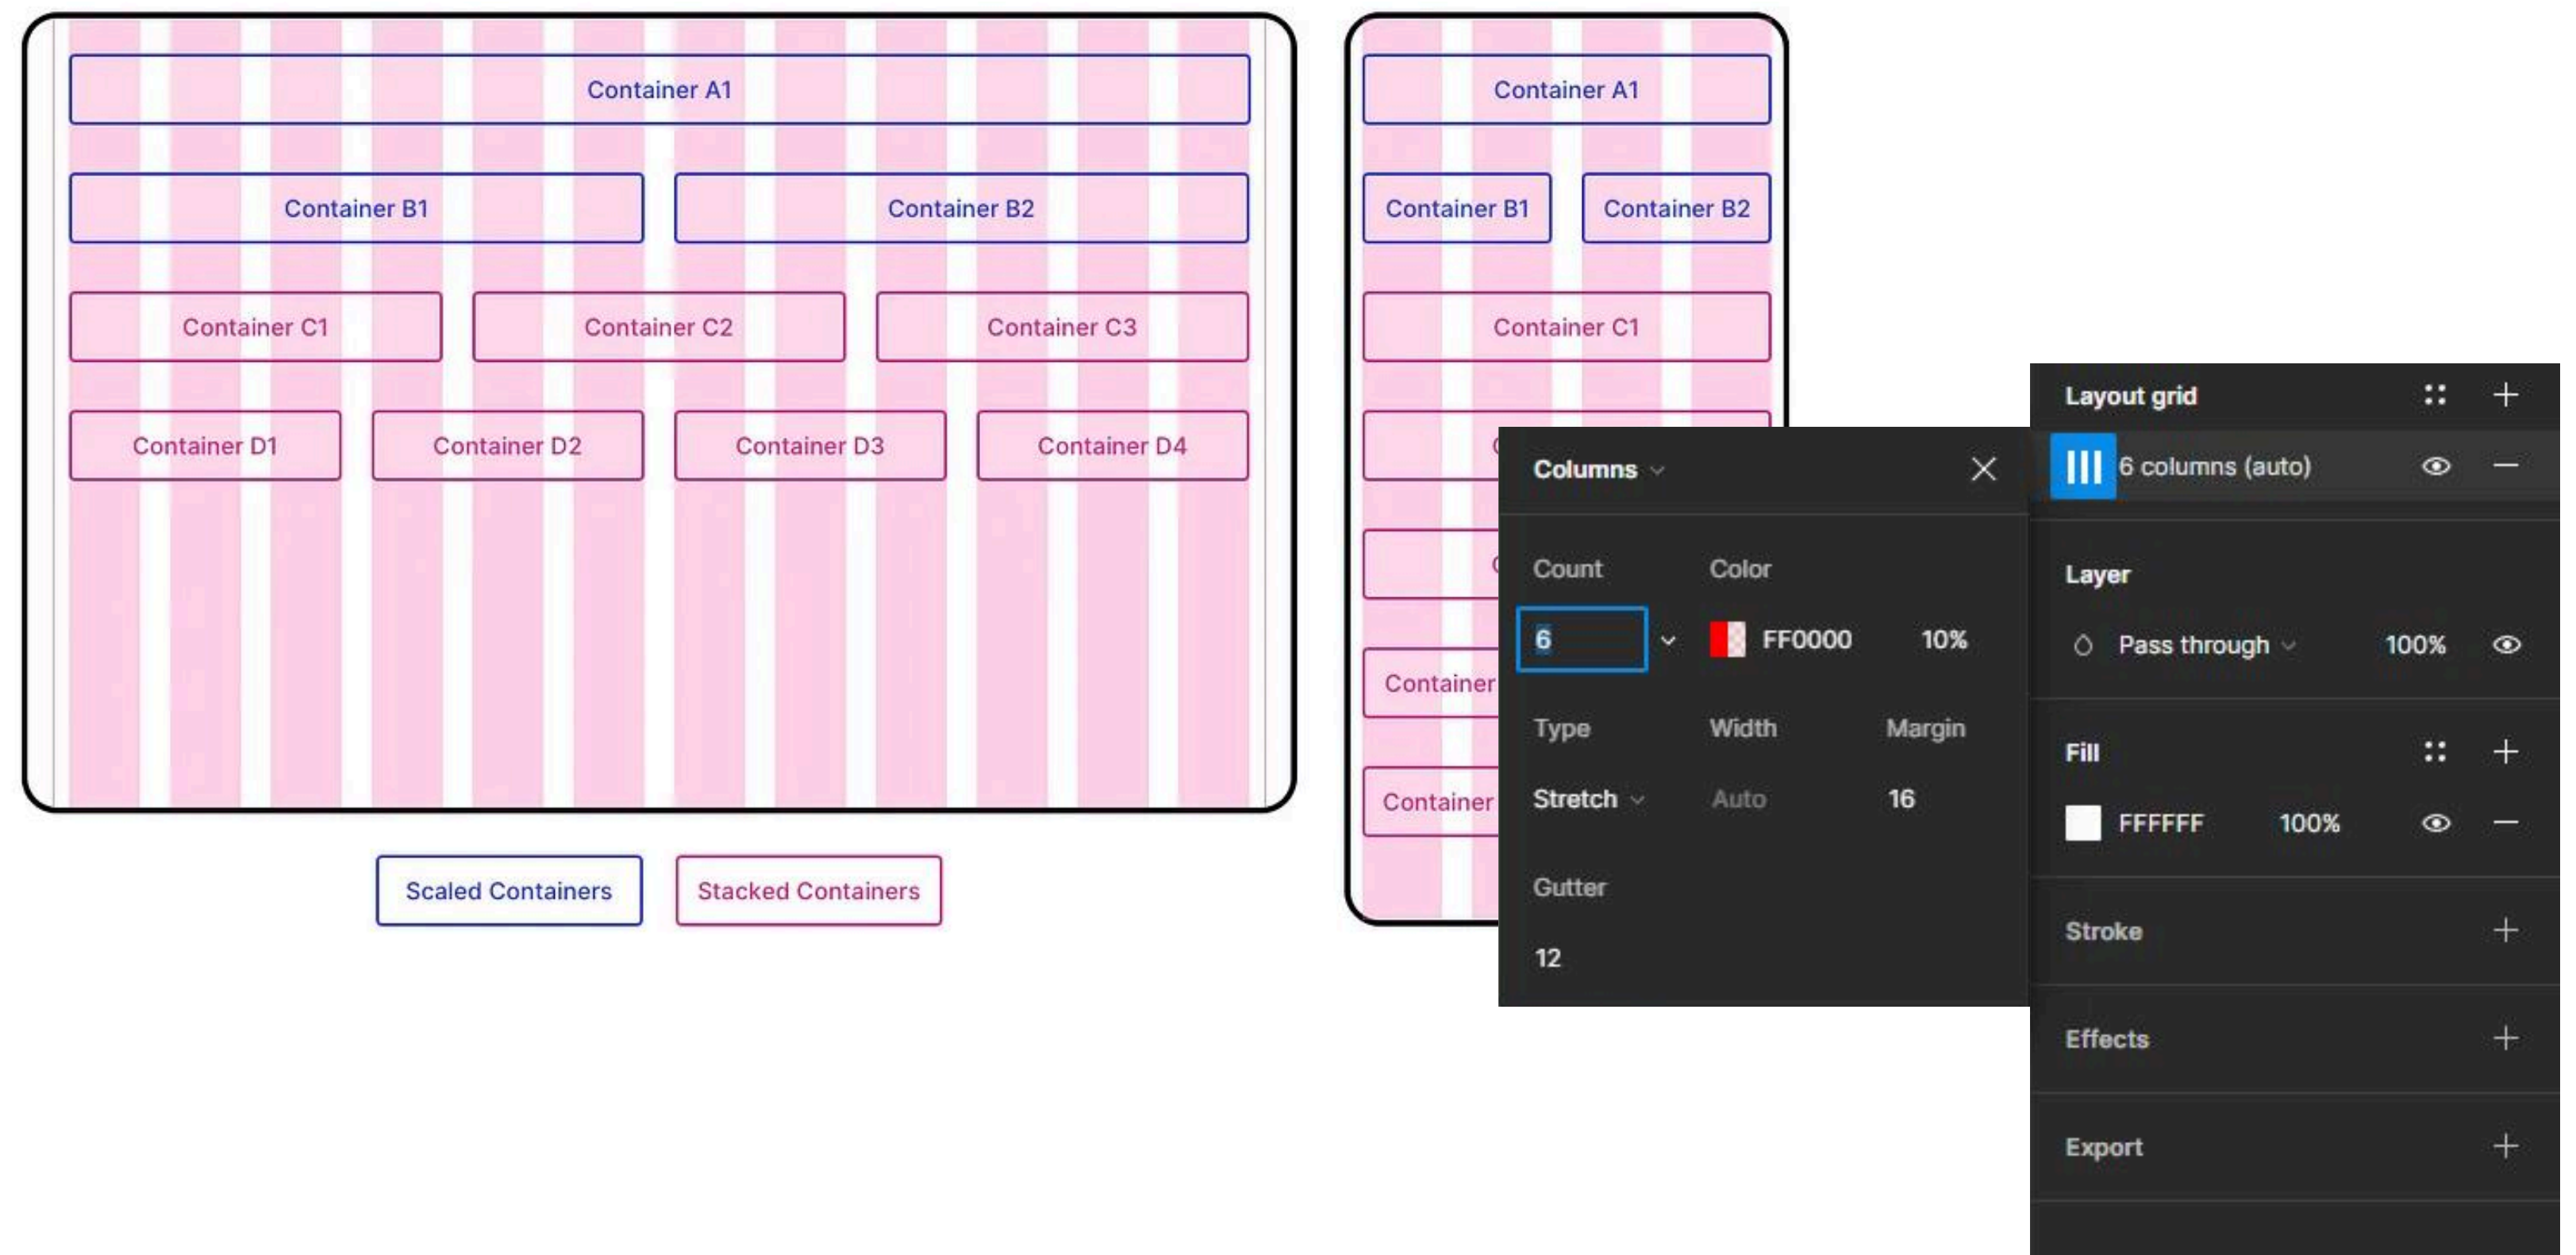 Container A1
Container B1 Container B2
Container C1 Container C2 Container C3
Container D1 Container D2 Container D3 Container D4
Scaled Containers Stacked Containers
Container A1
Container B1 Container B2
Container C1
Container
Container
Columns
Count Color
6 FF0000 10%
Type Width Margin
Stretch Auto 16
Gutter
12
Layout grid
6 columns (auto)
Layer
Pass through 100%
Fill
FFFFFF 100%
Stroke
Effects
Export